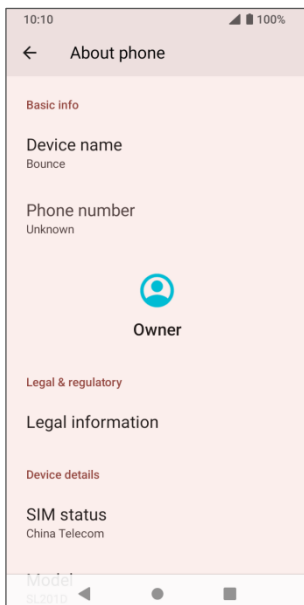 10:10
100%
About phone
Basic info
Device name
Bounce
Phone number
Unknown
Owner
Legal & regulatory
Legal information
Device details
SIM status
China Telecom
Model
SL201D